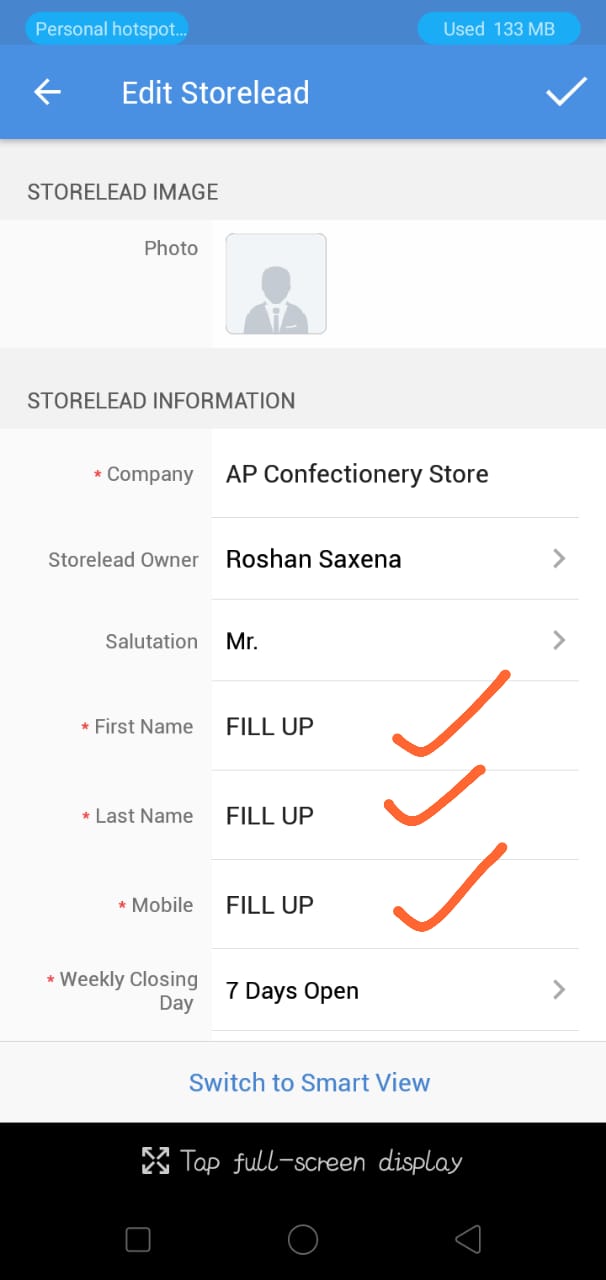 Personal hotspot... Used 133 MB
Edit Storelead
STORELEAD IMAGE
Photo
STORELEAD INFORMATION
* Company AP Confectionery Store
Storelead Owner Roshan Saxena
Salutation Mr.
* First Name FILL UP
* Last Name FILL UP
* Mobile FILL UP
* Weekly Closing
Day 7 Days Open
Switch to Smart View
Tap full-screen display